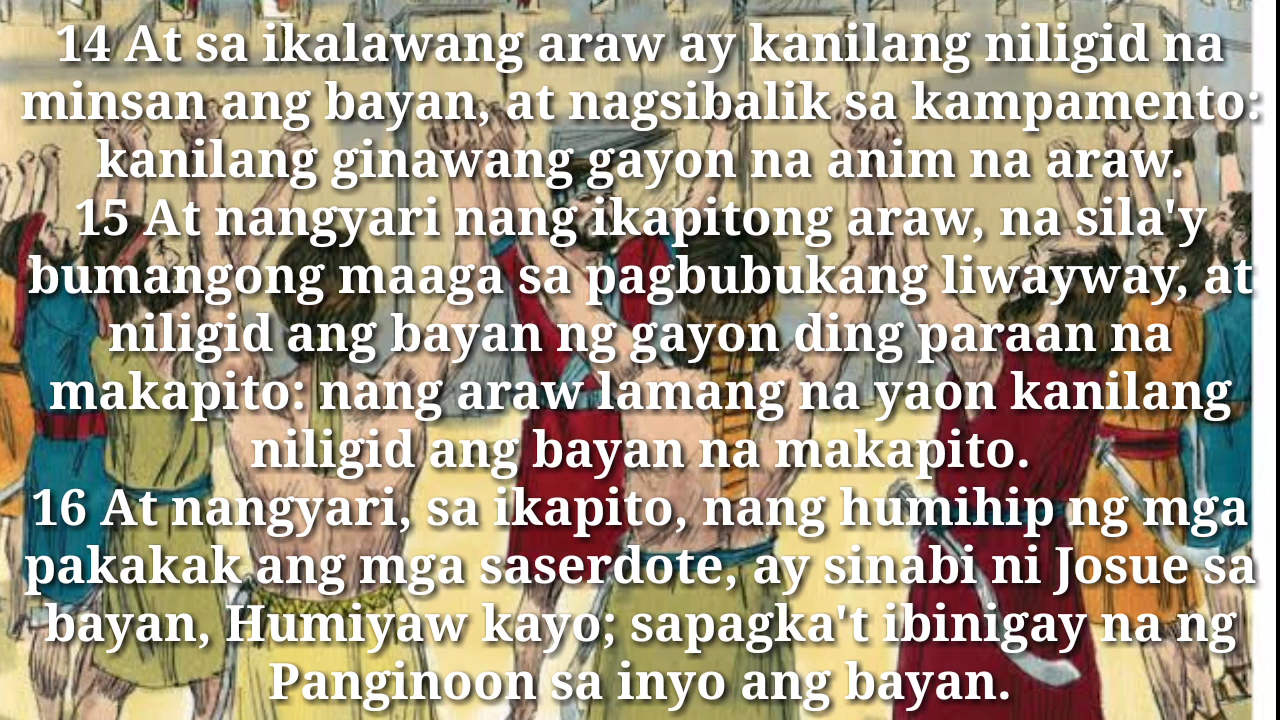 14 At sa ikalawang araw ay kanilang niligid na
minsan ang bayan, at nagsibalik sa kampamento:
kanilang ginawang gayon na anim na araw.
15 At nangyari nang ikapitong araw, na sila'y
bumangong maaga sa pagbubukang liwayway, at
niligid ang bayan ng gayon ding paraan na
makapito: nang araw lamang na yaon kanilang
niligid ang bayan na makapito.
16 At nangyari, sa ikapito, nang humihip ng mga
pakakak ang mga saserdote, ay sinabi ni Josue sa
bayan, Humiyaw kayo; sapagka't ibinigay na ng
Panginoon sa inyo ang bayan.